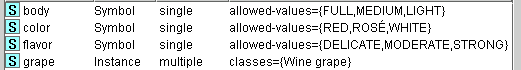 S body Symbol single allowed-values={FULL,MEDIUM,LIGHT}
S color Symbol single allowed-values={RED,ROSÉ,WHITE}
S flavor Symbol single allowed-values={DELICATE,MODERATE,STRONG}
S grape Instance multiple classes={Wine grape}